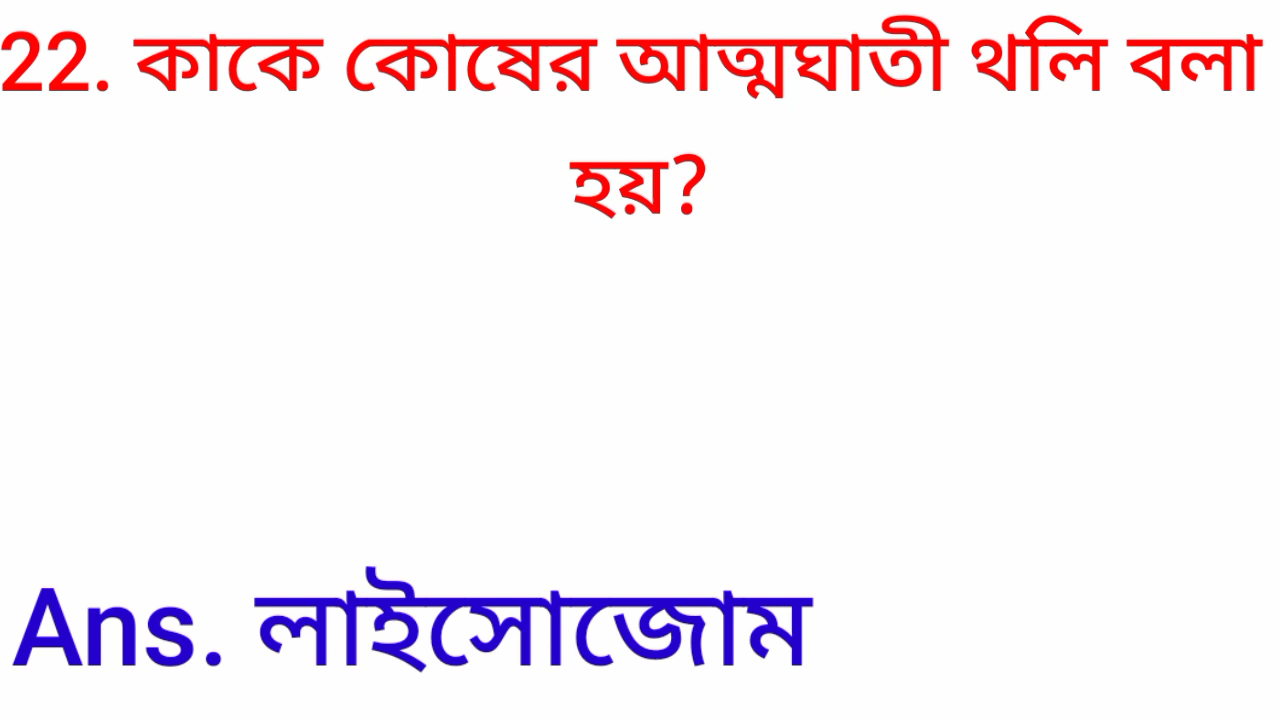 22. কাকে কোষের আত্মঘাতী থলি বলা
হয়?
Ans. লাইসোজোম